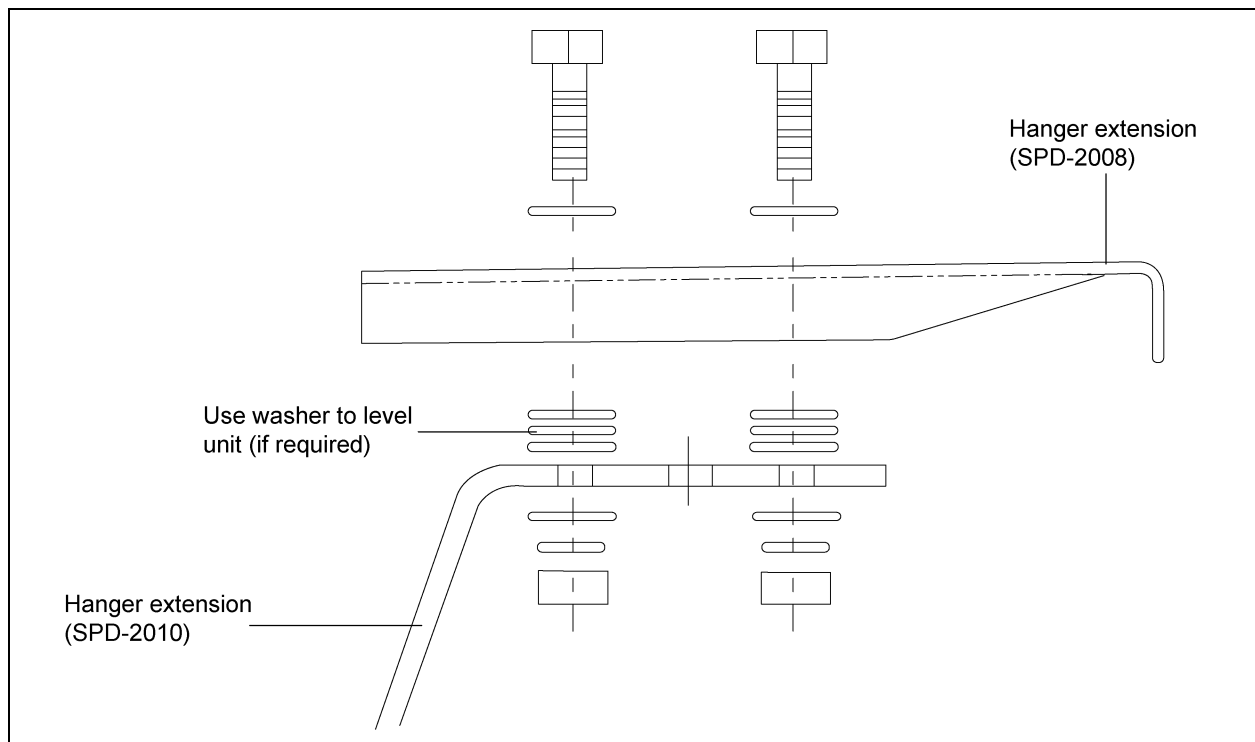 Hanger extension
(SPD-2008)
Use washer to level
unit (if required)
Hanger extension
(SPD-2010)